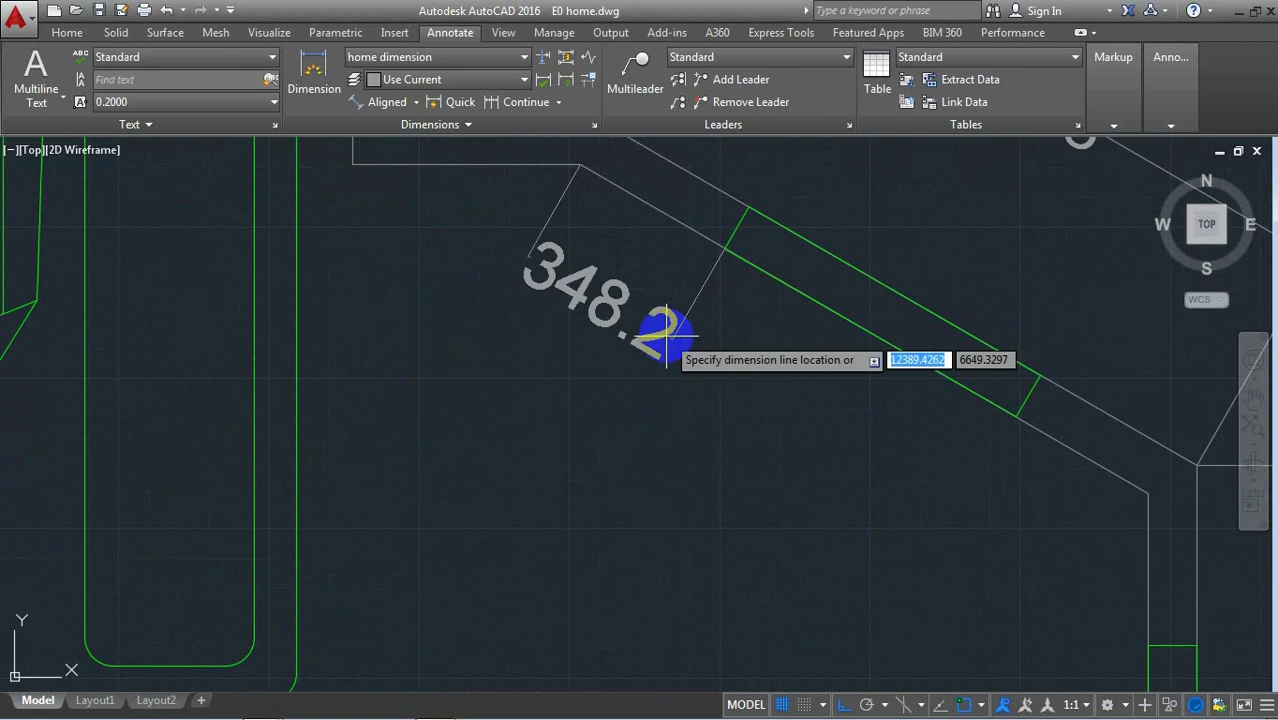 Autodesk AutoCAD 2016 E0 home.dwg
Type a keyword or phrase
Sign In
Home Solid Surface Mesh Visualize Parametric Insert Annotate View Manage Output Add-ins A360 Express Tools Featured Apps BIM 360 Performance
Multiline
Text
Standard
Find text
0.2000
Text
Dimension
home dimension
Use Current
Aligned Quick Continue
Dimensions
Multileader
Standard
Add Leader
Remove Leader
Leaders
Table
Standard
Extract Data
Link Data
Tables
Markup
Anno...
[−][Top][2D Wireframe]
N
W TOP E
S
WCS
348.2
Specify dimension line location or 12389.4262 6649.3297
Y
X
Model Layout1 Layout2 +
MODEL 1:1